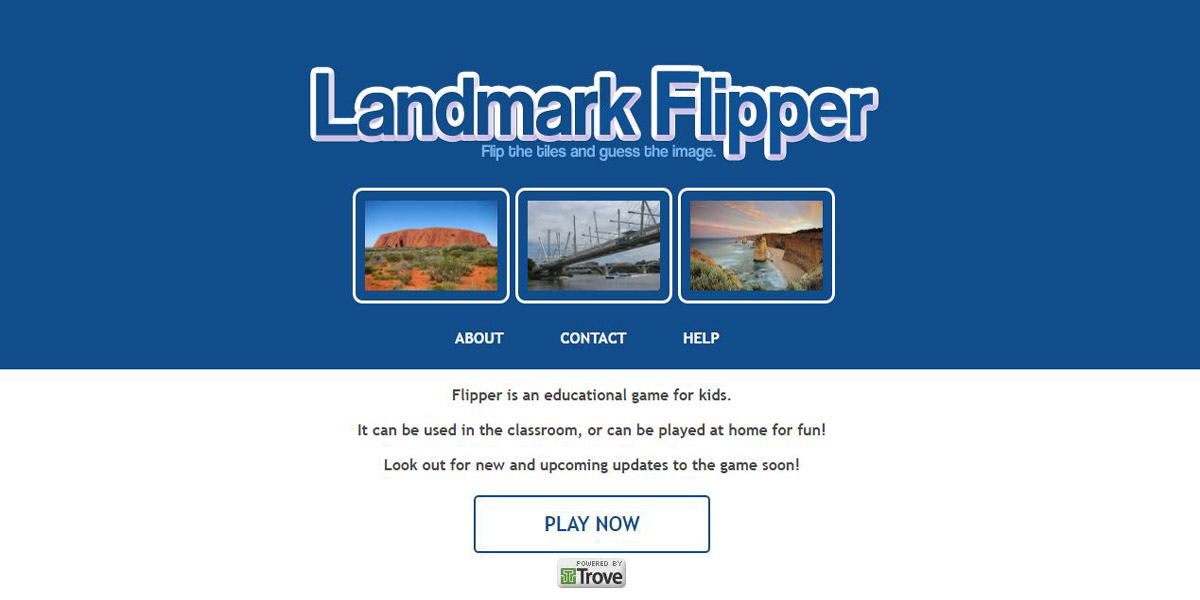 Landmark Flipper
Flip the tiles and guess the image.
ABOUT CONTACT HELP
Flipper is an educational game for kids.
It can be used in the classroom, or can be played at home for fun!
Look out for new and upcoming updates to the game soon!
PLAY NOW
POWERED BY
Trove